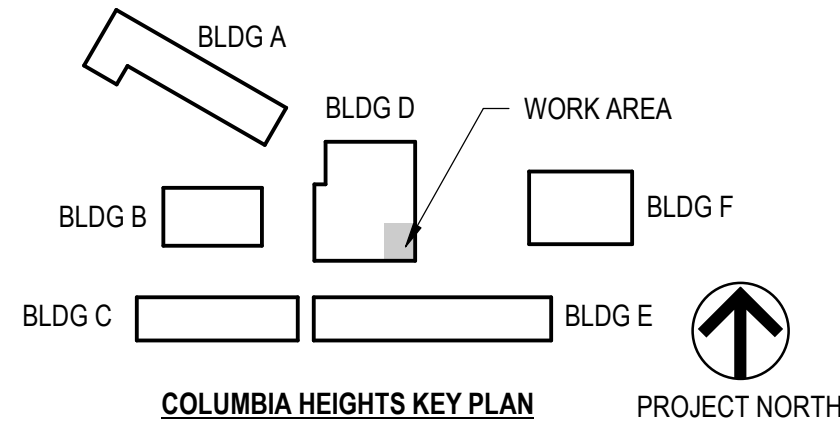 BLDG A
BLDG D
WORK AREA
BLDG B
BLDG F
BLDG C
BLDG E
COLUMBIA HEIGHTS KEY PLAN
PROJECT NORTH